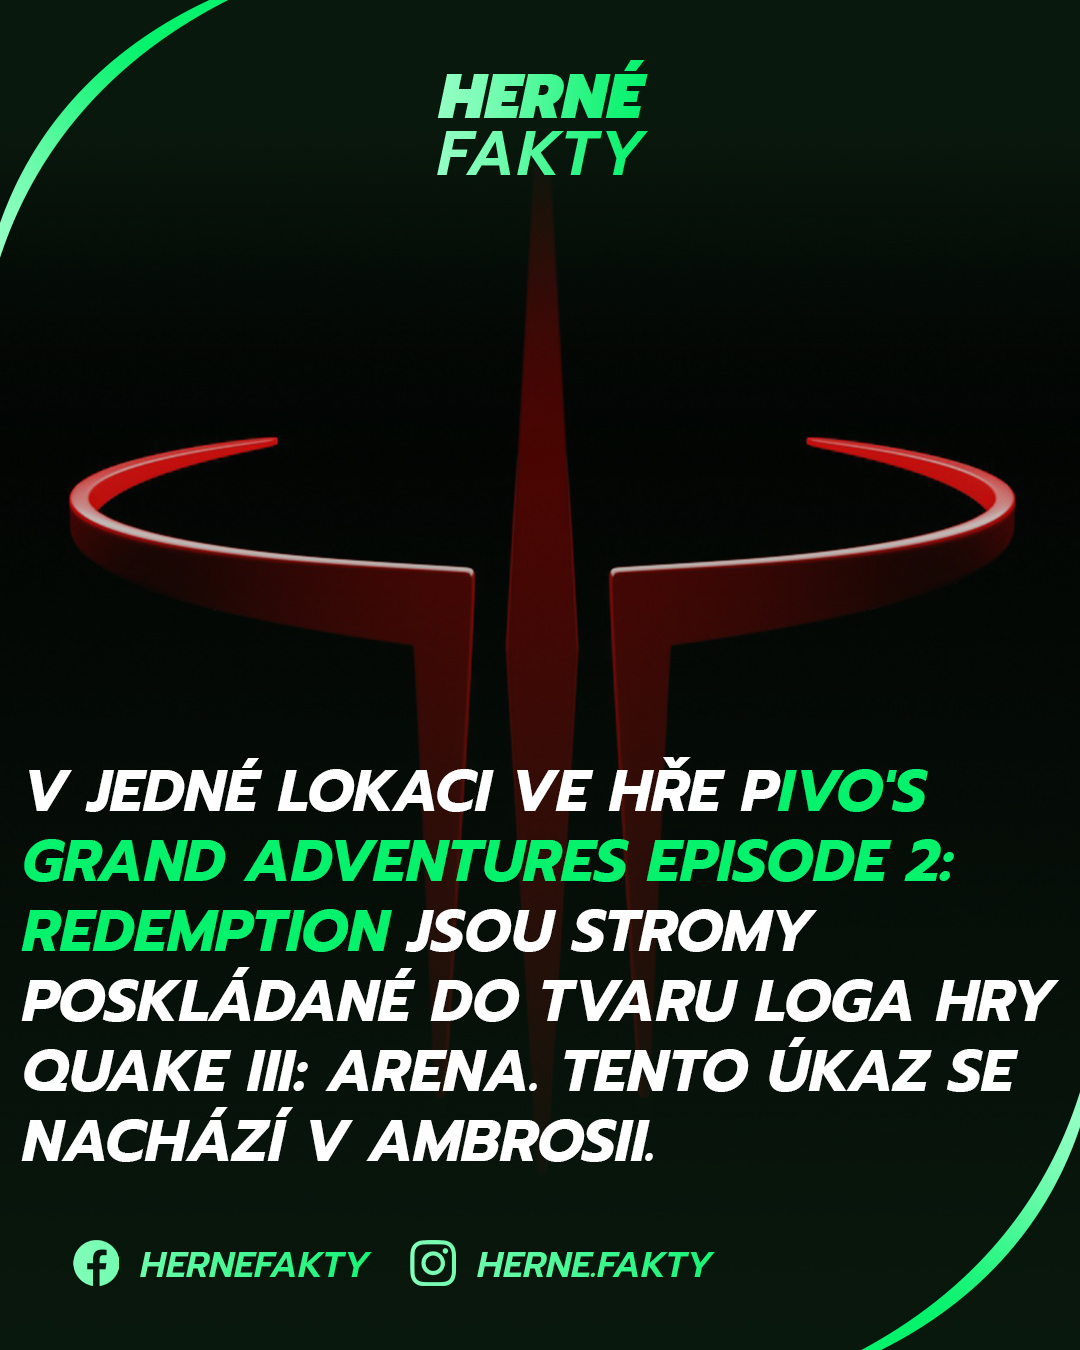 HERNÉ
FAKTY
V JEDNÉ LOKACI VE HŘE PIVO'S
GRAND ADVENTURES EPISODE 2:
REDEMPTION JSOU STROMY
POSKLÁDANÉ DO TVARU LOGA HRY
QUAKE III: ARENA. TENTO ÚKAZ SE
NACHÁZÍ V AMBROSII.
HERNEFAKTY HERNE.FAKTY